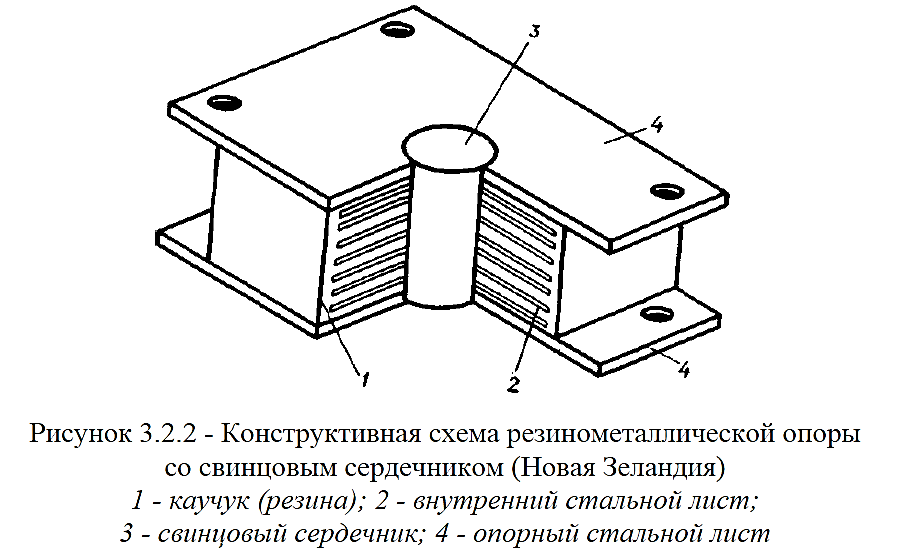 3
4
4
1
2
Рисунок 3.2.2 - Конструктивная схема резинометаллической опоры
со свинцовым сердечником (Новая Зеландия)
1 - каучук (резина); 2 - внутренний стальной лист;
3 - свинцовый сердечник; 4 - опорный стальной лист